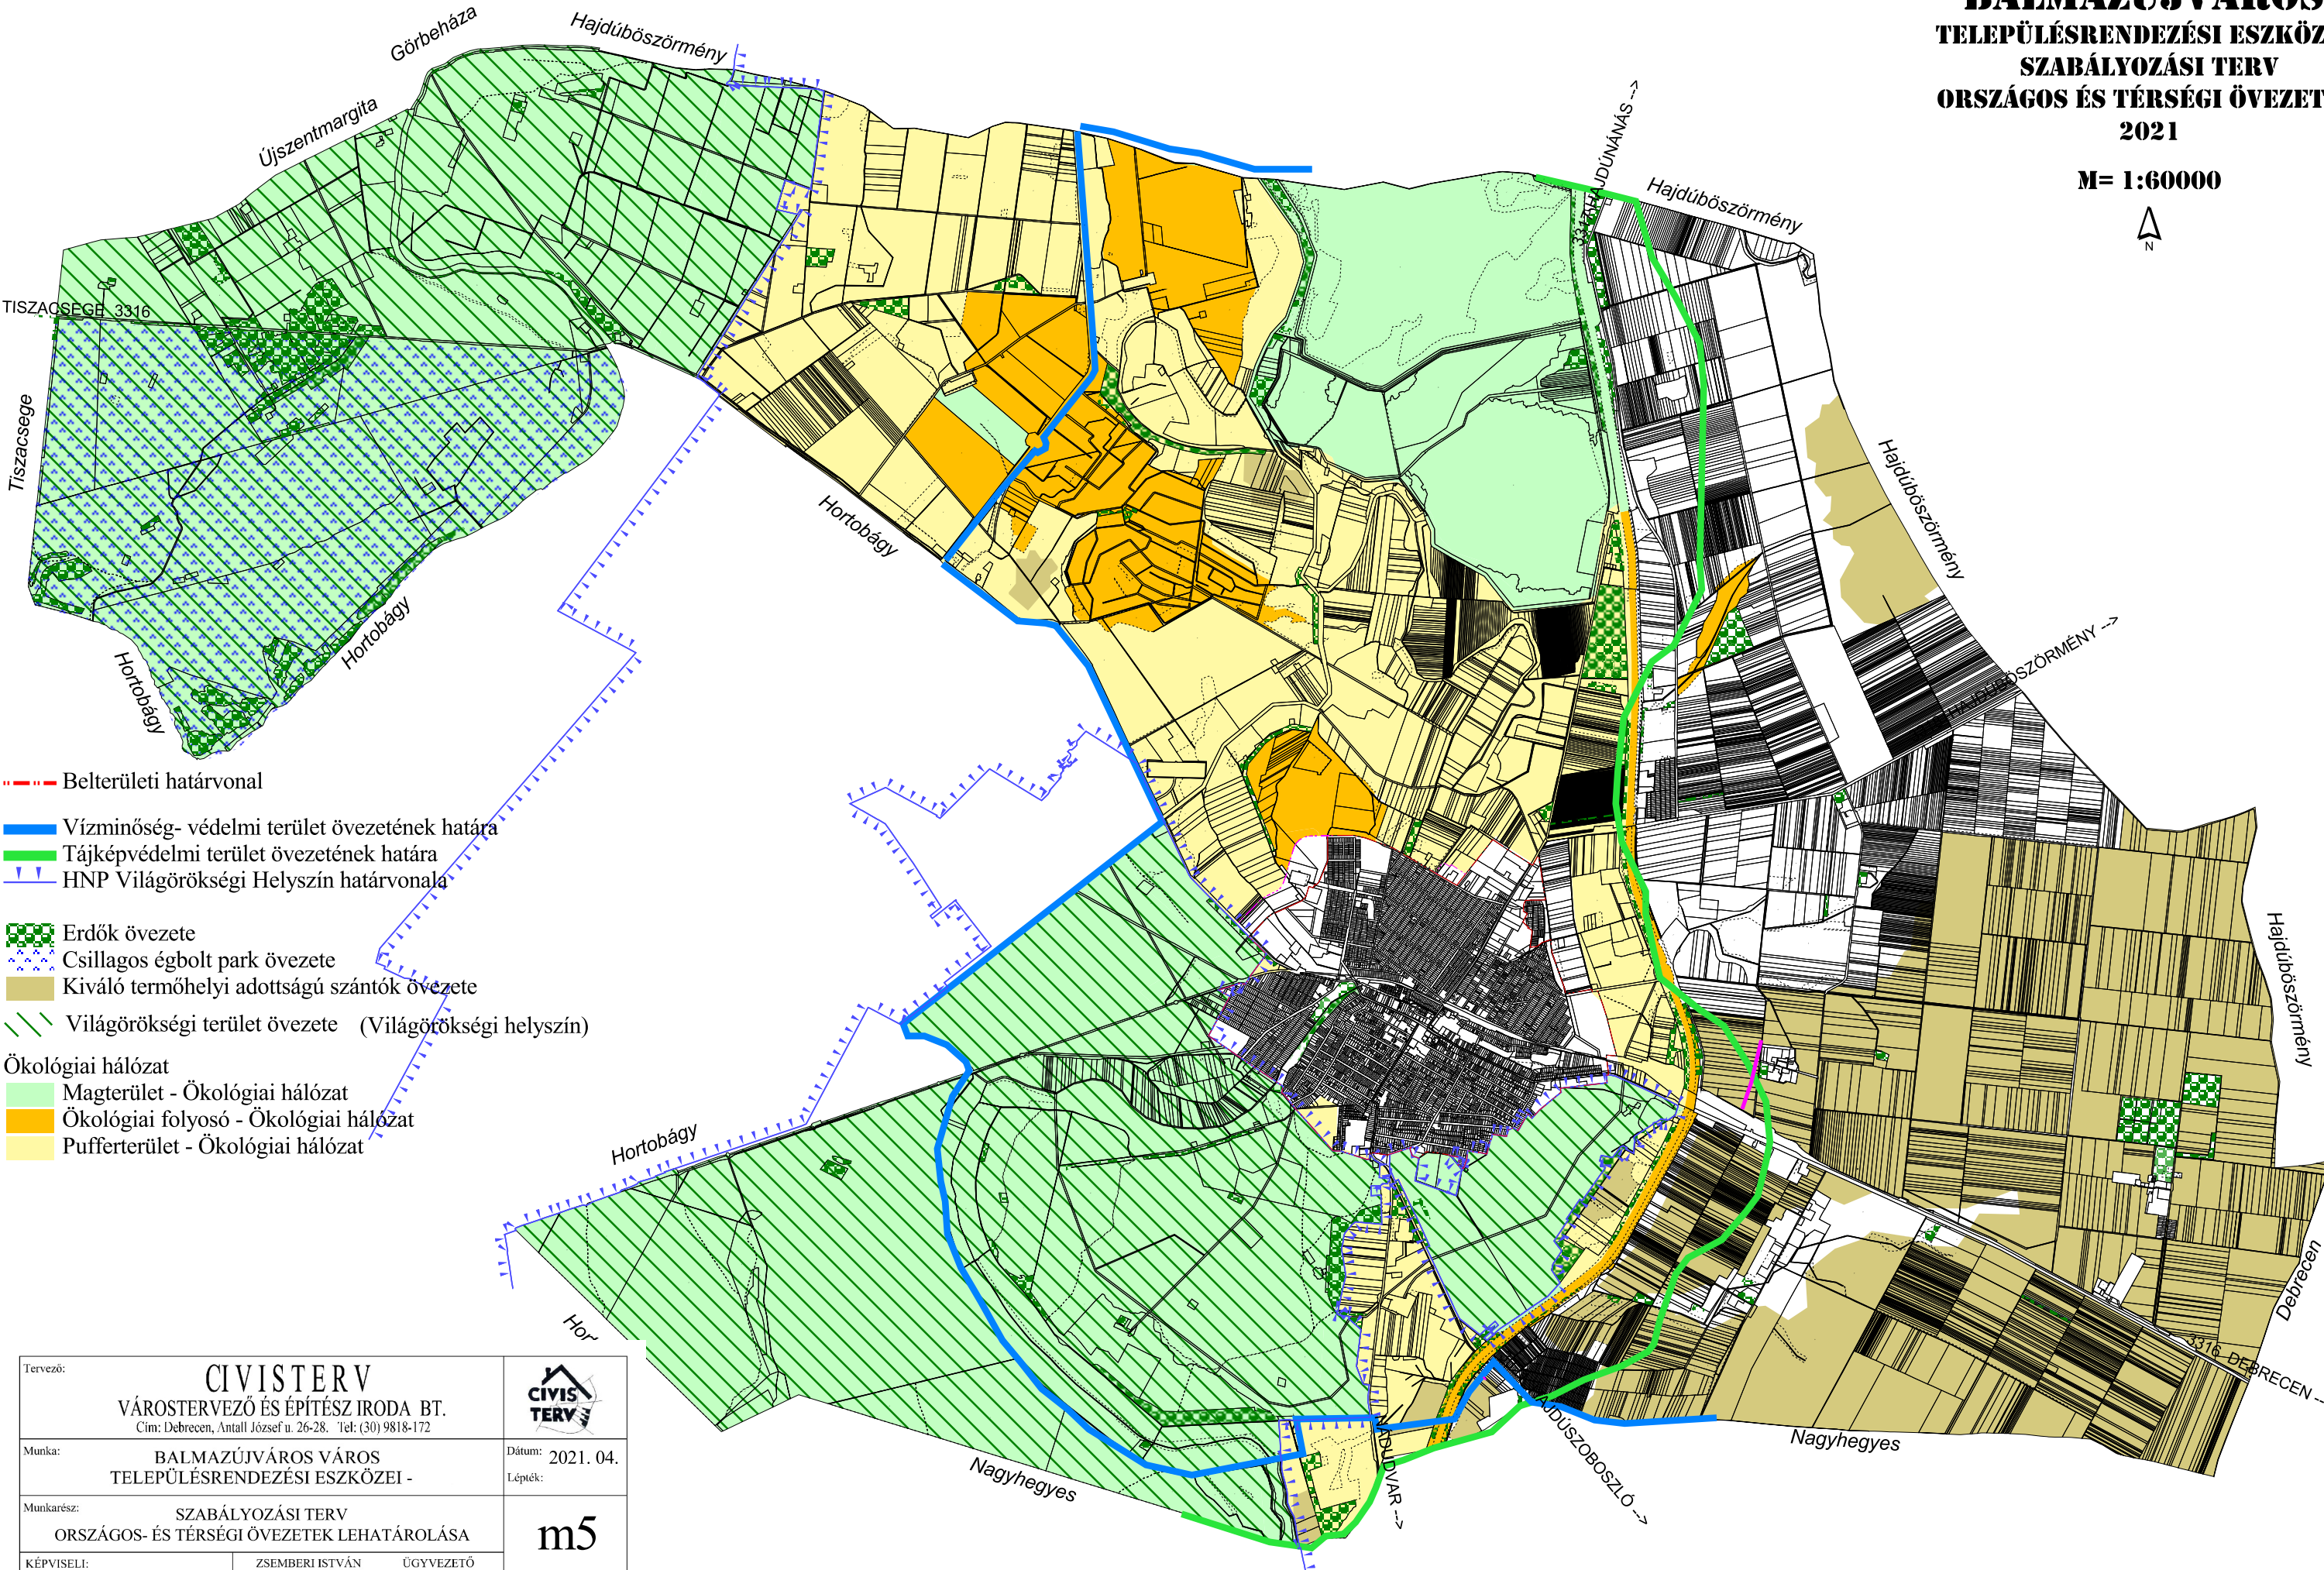 BALMAZÚJVÁROS
TELEPÜLÉSRENDEZÉSI ESZKÖZ
SZABÁLYOZÁSI TERV
ORSZÁGOS ÉS TÉRSÉGI ÖVEZET
2021
M= 1:60000
N
Görbeháza
Hajdúböszörmény
Újszentmargita
HAJDÚNÁNÁS -->
Hajdúböszörmény
TISZACSEGE 3316
Tiszacsege
Hortobágy
Hajdúböszörmény
Hortobágy
Hortobágy
HAJDÚBÖSZÖRMÉNY -->
Belterületi határvonal
Vízminőség- védelmi terület övezetének határa
Tájképvédelmi terület övezetének határa
HNP Világörökségi Helyszín határvonala
Erdők övezete
Csillagos égbolt park övezete
Kiváló termőhelyi adottságú szántók övezete
Világörökségi terület övezete (Világörökségi helyszín)
Ökológiai hálózat
Magterület - Ökológiai hálózat
Ökológiai folyosó - Ökológiai hálózat
Pufferterület - Ökológiai hálózat
Hajdúböszörmény
Hortobágy
Debrecen
3316 DEBRECEN --
Hor
Nagyhegyes
NÁDUDVAR --->
AJDÚSZOBOSZLÓ -->
Nagyhegyes
Tervező:
CIVISTERV
VÁROSTERVEZŐ ÉS ÉPÍTÉSZ IRODA BT.
Cím: Debrecen, Antall József u. 26-28. Tel: (30) 9818-172
CIVIS
TERV
Munka:
BALMAZÚJVÁROS VÁROS
TELEPÜLÉSRENDEZÉSI ESZKÖZEI -
Dátum: 2021. 04.
Lépték:
Munkarész:
SZABÁLYOZÁSI TERV
ORSZÁGOS- ÉS TÉRSÉGI ÖVEZETEK LEHATÁROLÁSA
m5
KÉPVISELI: ZSEMBERI ISTVÁN ÜGYVEZETŐ